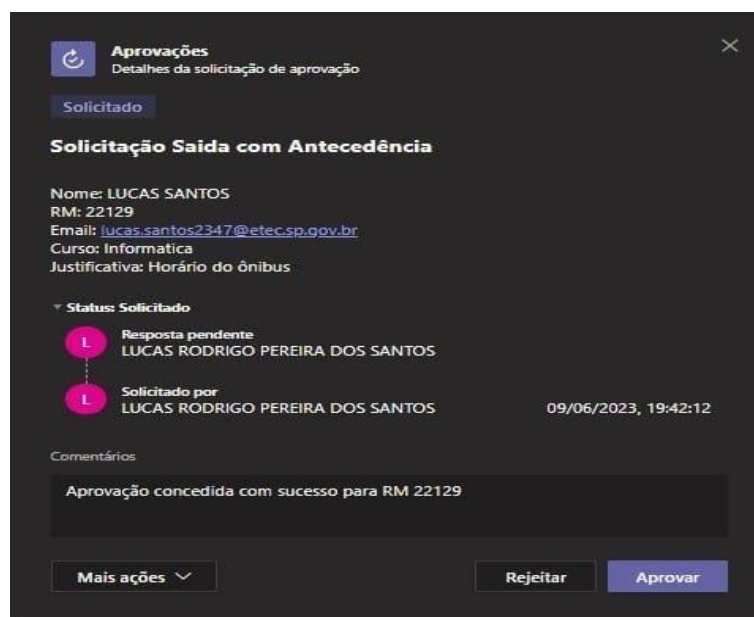 Aprovações
Detalhes da solicitação de aprovação
Solicitado
Solicitação Saida com Antecedência
Nome: LUCAS SANTOS
RM: 22129
Email: lucas.santos2347@etec.sp.gov.br
Curso: Informatica
Justificativa: Horário do ônibus
Status: Solicitado
L
Resposta pendente
LUCAS RODRIGO PEREIRA DOS SANTOS
L
Solicitado por
LUCAS RODRIGO PEREIRA DOS SANTOS 09/06/2023, 19:42:12
Comentários
Aprovação concedida com sucesso para RM 22129
Mais ações Rejeitar Aprovar